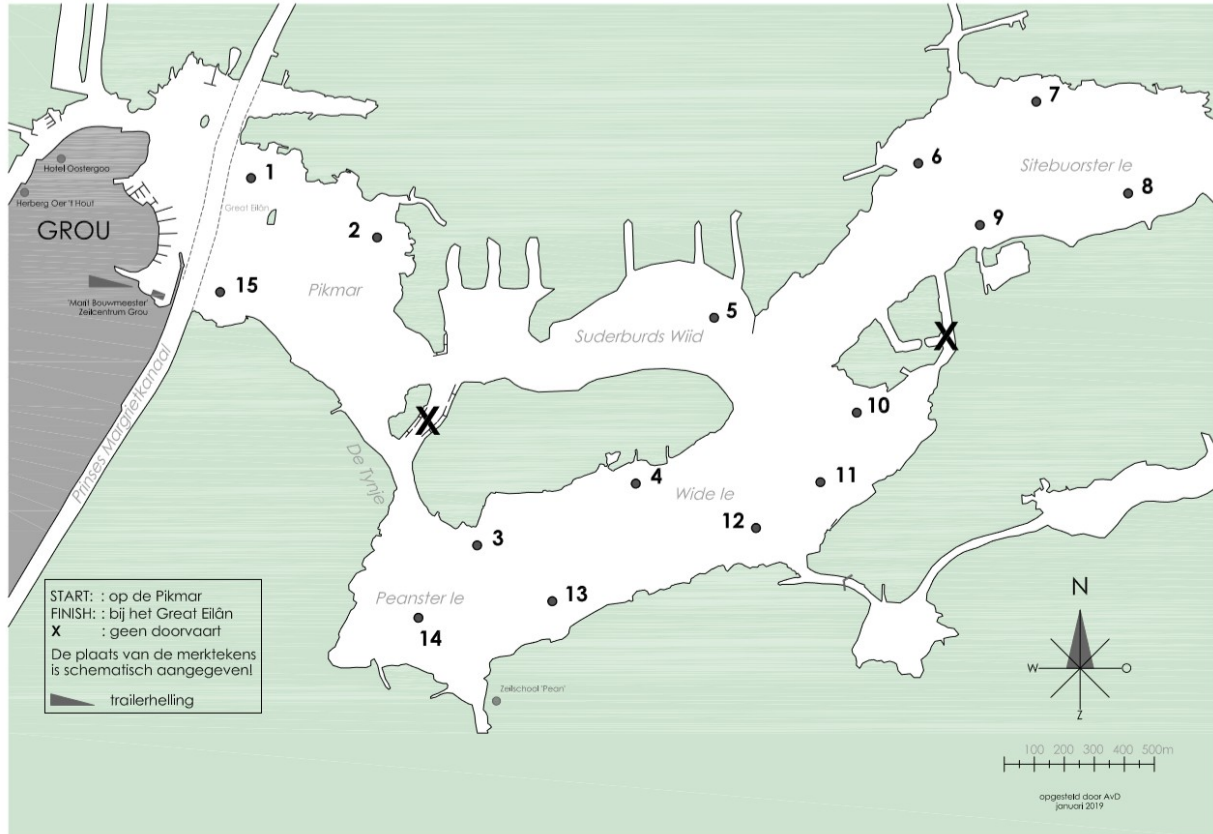 Hotel Oostergoo
Herberg Oer 't Hout
GROU
'Marit Bouwmeester'
Zeilcentrum Grou
Prinses Margrietkanaal
1
Great Eilân
2
15
Pikmar
De Tynje
Suderburds Wiid
5
6
7
Sitebuorster Ie
8
9
X
X
10
11
4
Wide Ie
12
3
13
Peanster Ie
14
Zeilschool 'Pean'
START: : op de Pikmar
FINISH: : bij het Great Eilân
X : geen doorvaart
De plaats van de merktekens
is schematisch aangegeven!
trailerhelling
N
W
O
Z
100 200 300 400 500m
opgesteld door AvD
januari 2019